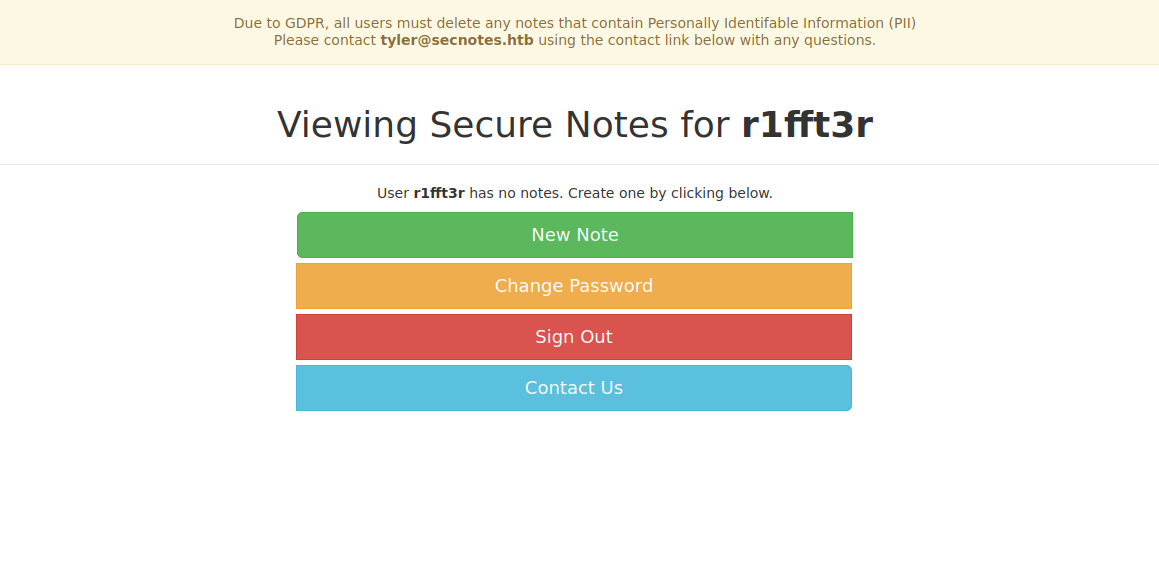 Due to GDPR, all users must delete any notes that contain Personally Identifable Information (PII)
Please contact tyler@secnotes.htb using the contact link below with any questions.
Viewing Secure Notes for r1fft3r
User r1fft3r has no notes. Create one by clicking below.
New Note
Change Password
Sign Out
Contact Us